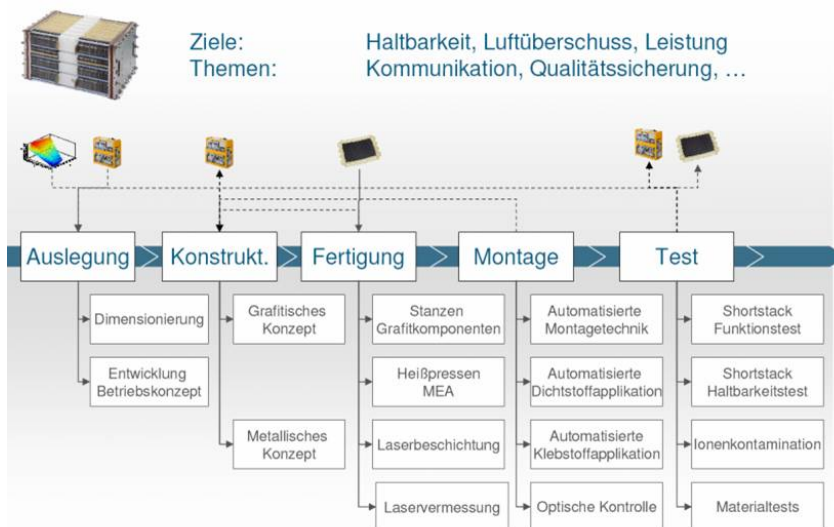 Ziele: Haltbarkeit, Luftüberschuss, Leistung
Themen: Kommunikation, Qualitätssicherung, ...
Auslegung
Konstrukt.
Fertigung
Montage
Test
Dimensionierung
Entwicklung
Betriebskonzept
Grafitisches
Konzept
Metallisches
Konzept
Stanzen
Grafitkomponenten
Heißpressen
MEA
Laserbeschichtung
Laservermessung
Automatisierte
Montagetechnik
Automatisierte
Dichtstoffapplikation
Automatisierte
Klebstoffapplikation
Optische Kontrolle
Shortstack
Funktionstest
Shortstack
Haltbarkeitstest
Ionenkontamination
Materialtests